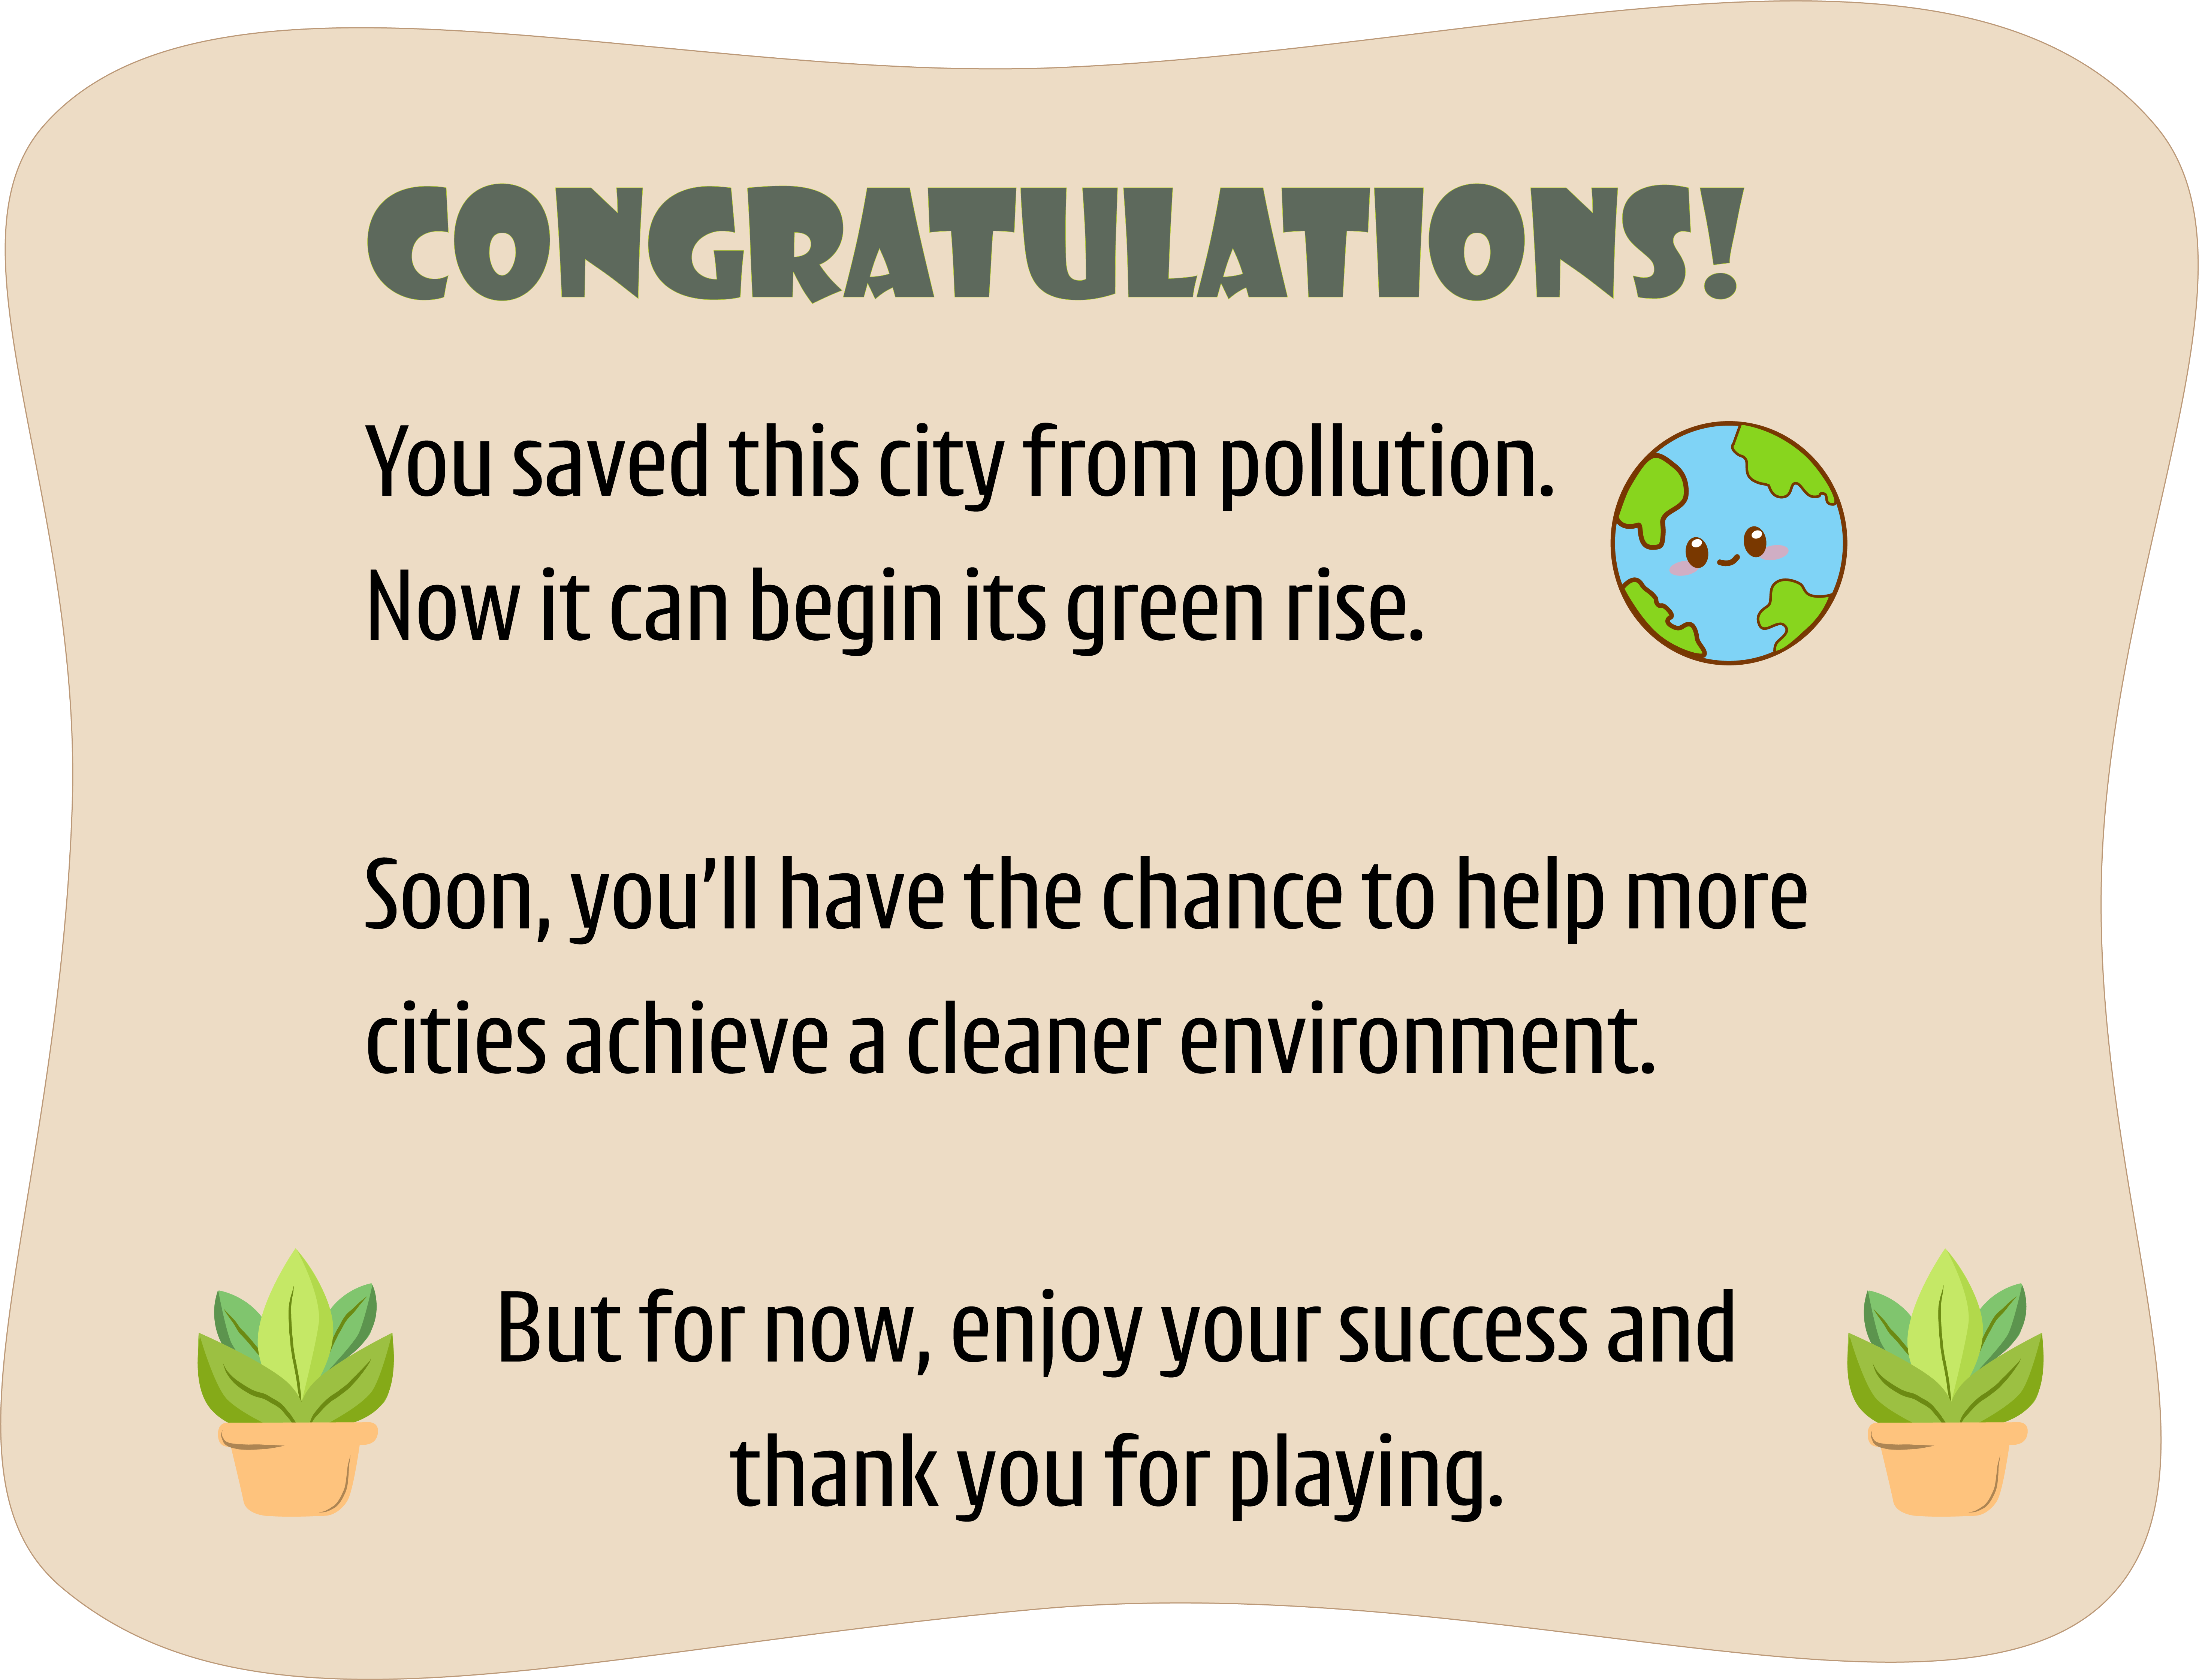 CONGRATULATIONS!
You saved this city from pollution.
Now it can begin its green rise.
Soon, you’ll have the chance to help more
cities achieve a cleaner environment.
But for now, enjoy your success and
thank you for playing.